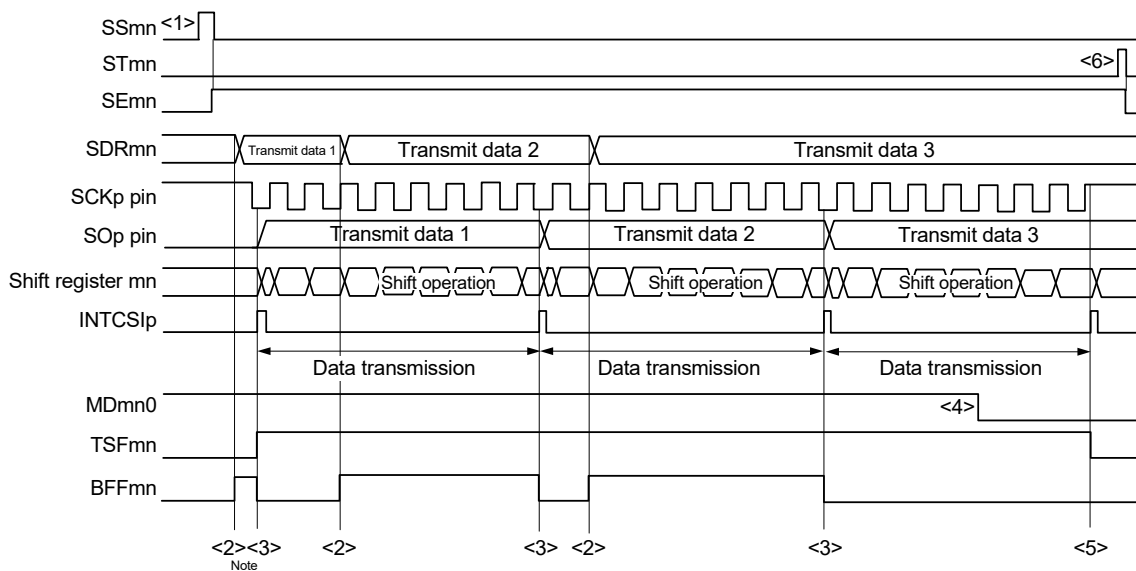 SSmn <1>
STmn <6>
SEmn
SDRmn Transmit data 1 Transmit data 2 Transmit data 3
SCKp pin
SOp pin Transmit data 1 Transmit data 2 Transmit data 3
Shift register mn Shift operation Shift operation Shift operation
INTCSIp
Data transmission Data transmission Data transmission
MDmn0 <4>
TSFmn
BFFmn
<2> <3> <2> <3> <2> <3> <5>
Note